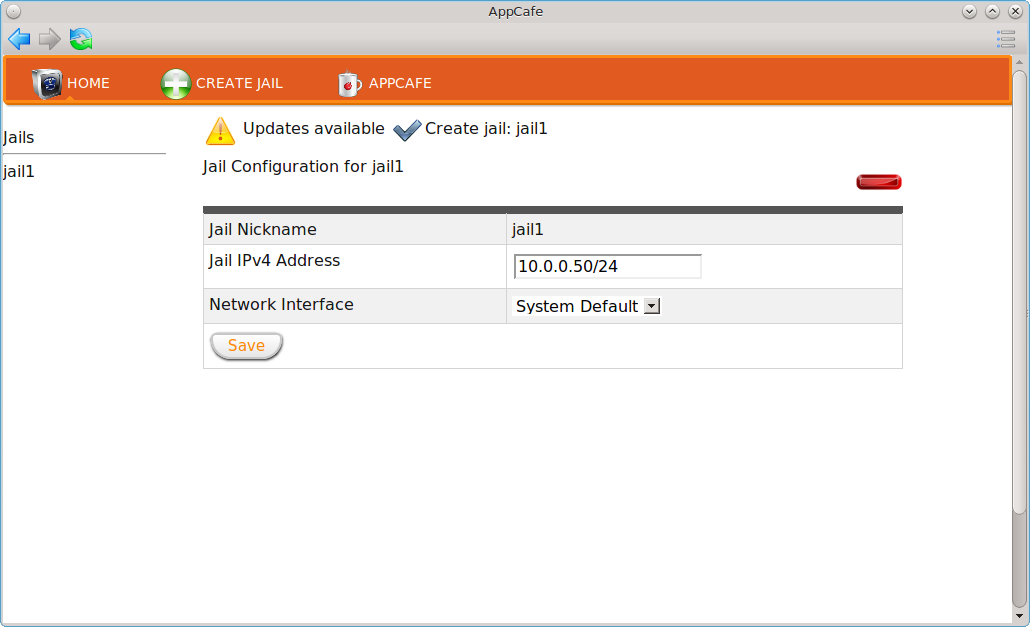 AppCafe
HOME CREATE JAIL APPCAFE
Jails
jail1
Updates available Create jail: jail1
Jail Configuration for jail1
Jail Nickname jail1
Jail IPv4 Address 10.0.0.50/24
Network Interface System Default
Save